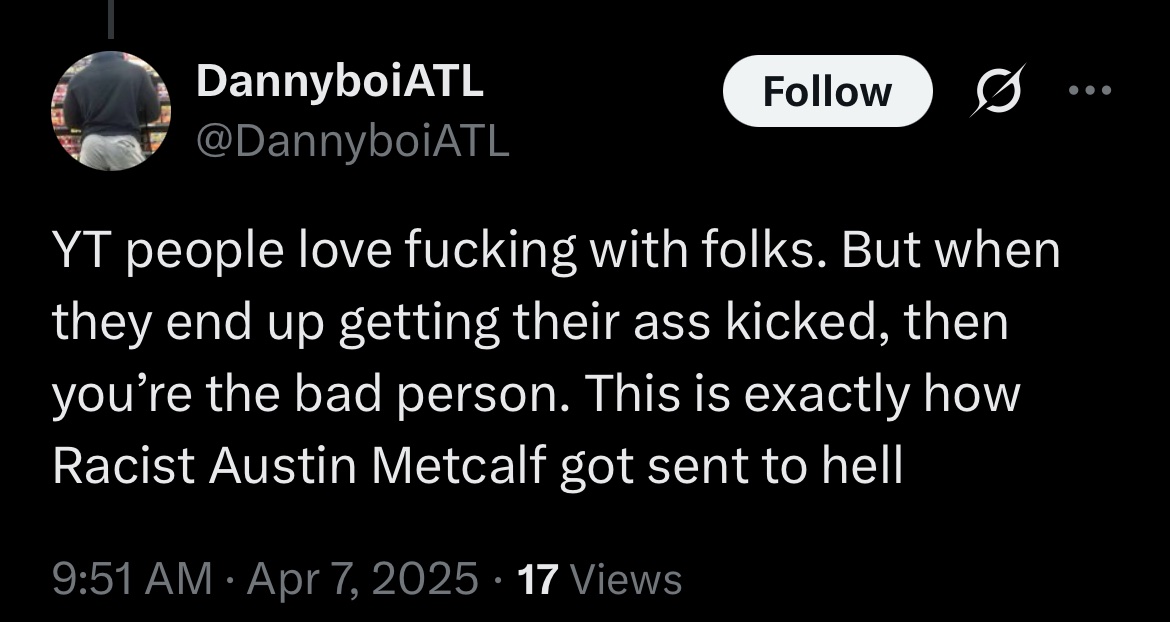 DannyboiATL
Follow
@DannyboiATL
YT people love fucking with folks. But when
they end up getting their ass kicked, then
you’re the bad person. This is exactly how
Racist Austin Metcalf got sent to hell
9:51 AM · Apr 7, 2025 · 17 Views